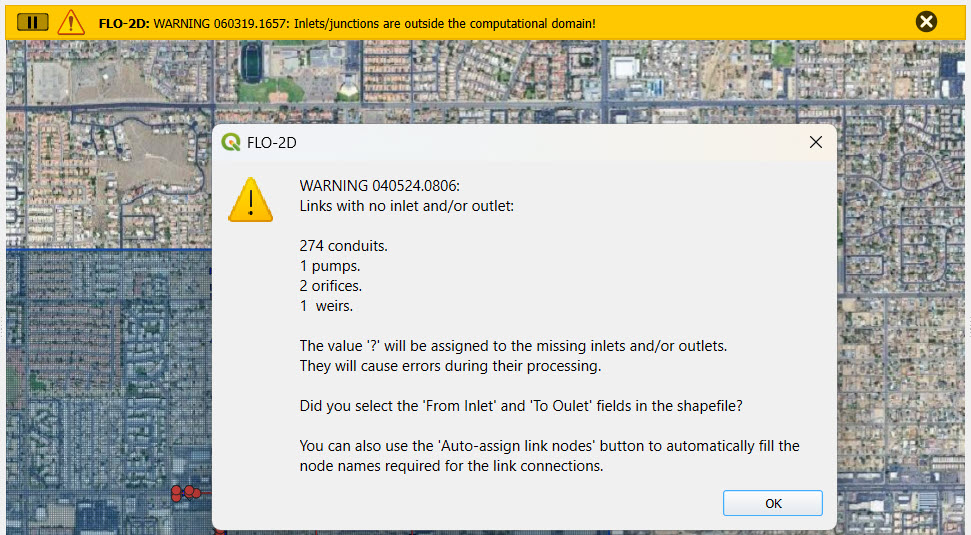 FLO-2D: WARNING 060319.1657: Inlets/junctions are outside the computational domain!
FLO-2D
WARNING 040524.0806:
Links with no inlet and/or outlet:
274 conduits.
1 pumps.
2 orifices.
1  weirs.
The value '?' will be assigned to the missing inlets and/or outlets.
They will cause errors during their processing.
Did you select the 'From Inlet' and 'To Oulet' fields in the shapefile?
You can also use the 'Auto-assign link nodes' button to automatically fill the
node names required for the link connections.
OK